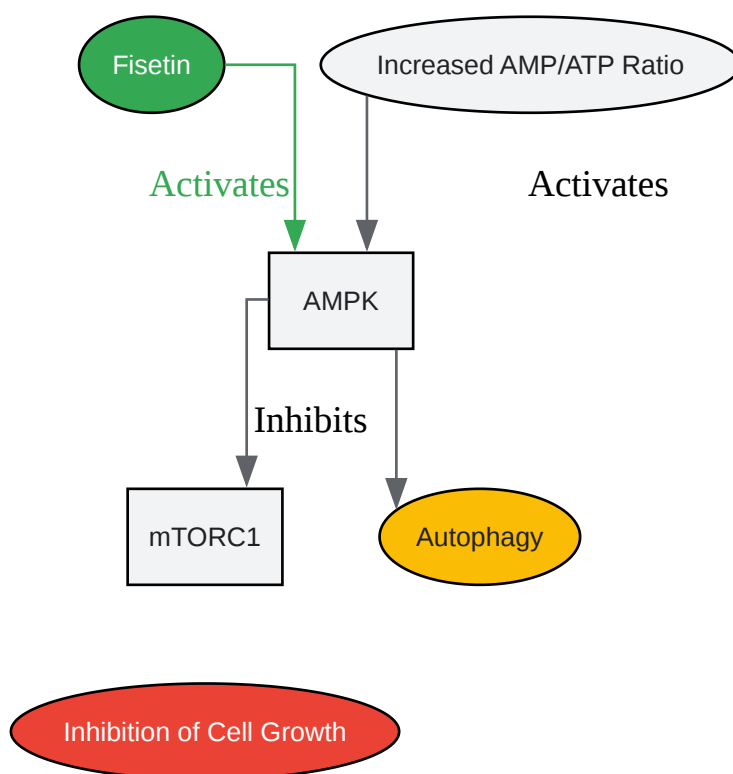 Fisetin
Increased AMP/ATP Ratio
Activates
Activates
AMPK
Inhibits
mTORC1
Autophagy
Inhibition of Cell Growth